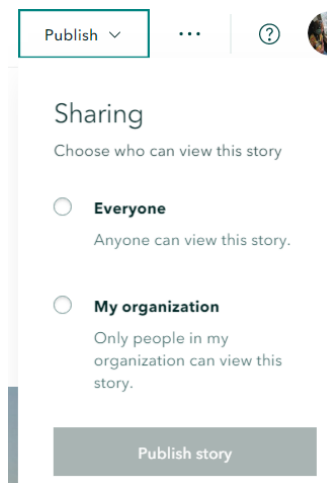 Publish
Sharing
Choose who can view this story
Everyone
Anyone can view this story.
My organization
Only people in my
organization can view this
story.
Publish story